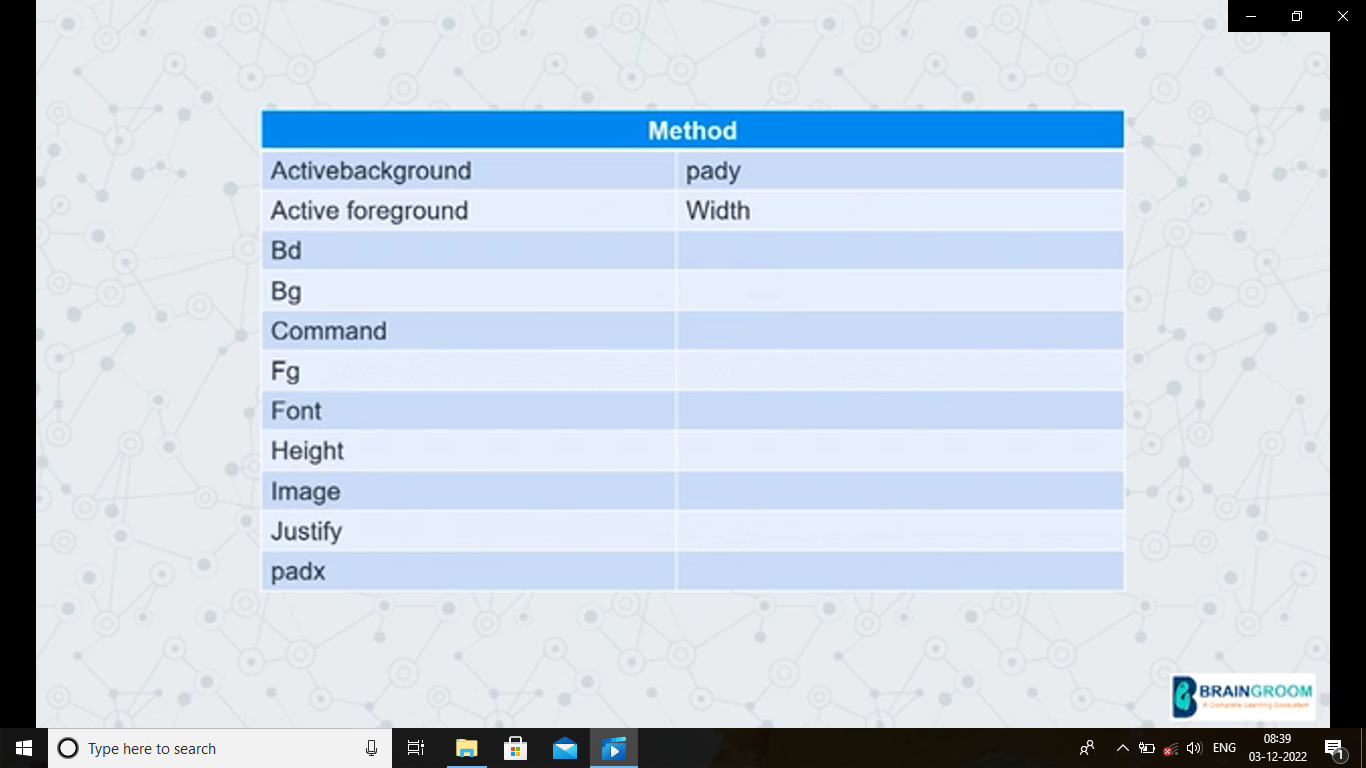 Method
Activebackground pady
Active foreground Width
Bd
Bg
Command
Fg
Font
Height
Image
Justify
padx
BRAINGROOM
A Complete Learning Ecosystem
Type here to search
ENG
08:39
03-12-2022
1